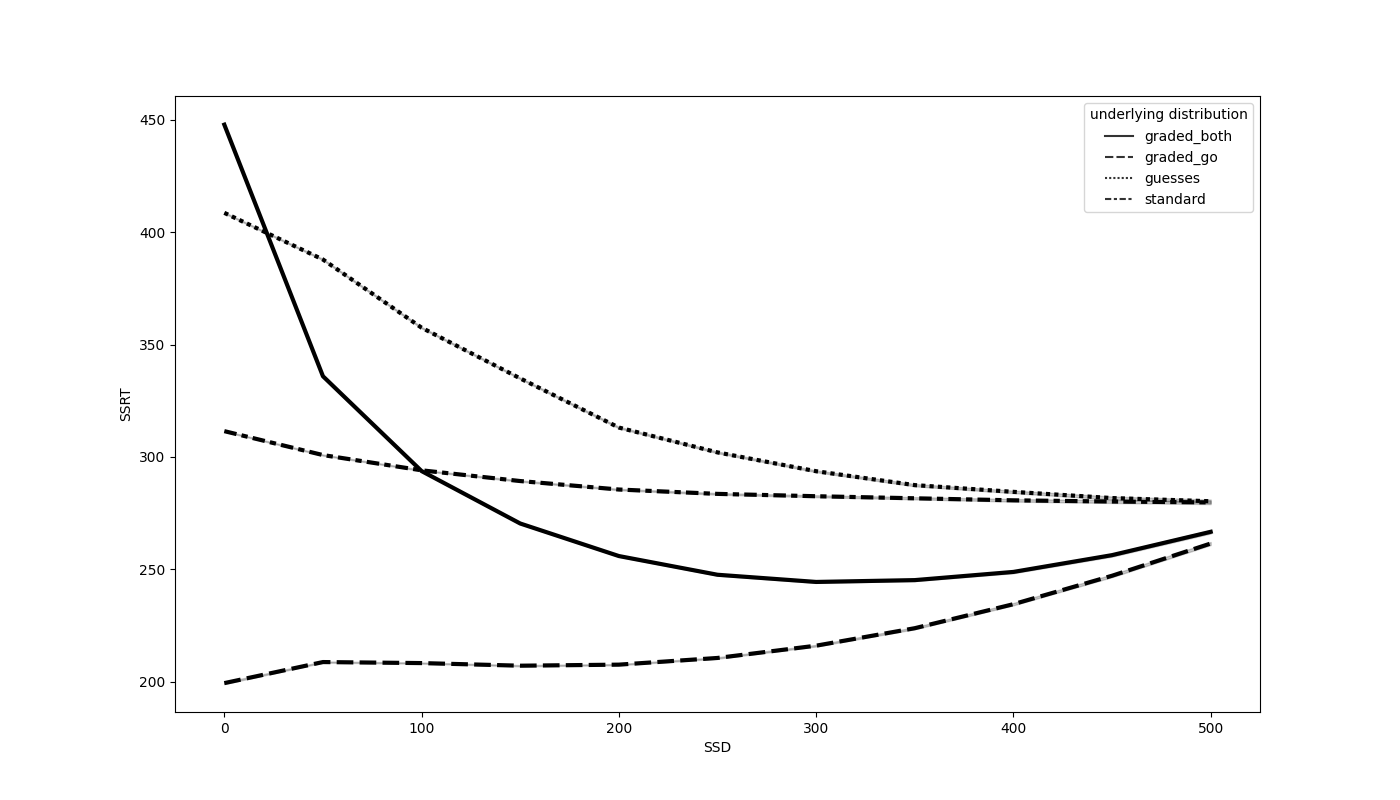 underlying distribution
graded_both
graded_go
guesses
standard
450
400
350
300
250
200
SSRT
0 100 200 300 400 500
SSD